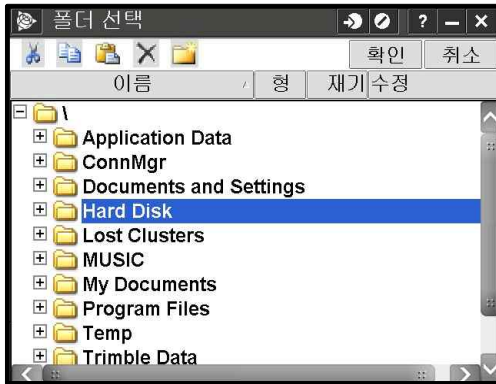 폴더 선택 ? – X
확인 취소
이름 형 재기 수정
\
Application Data
ConnMgr
Documents and Settings
Hard Disk
Lost Clusters
MUSIC
My Documents
Program Files
Temp
Trimble Data